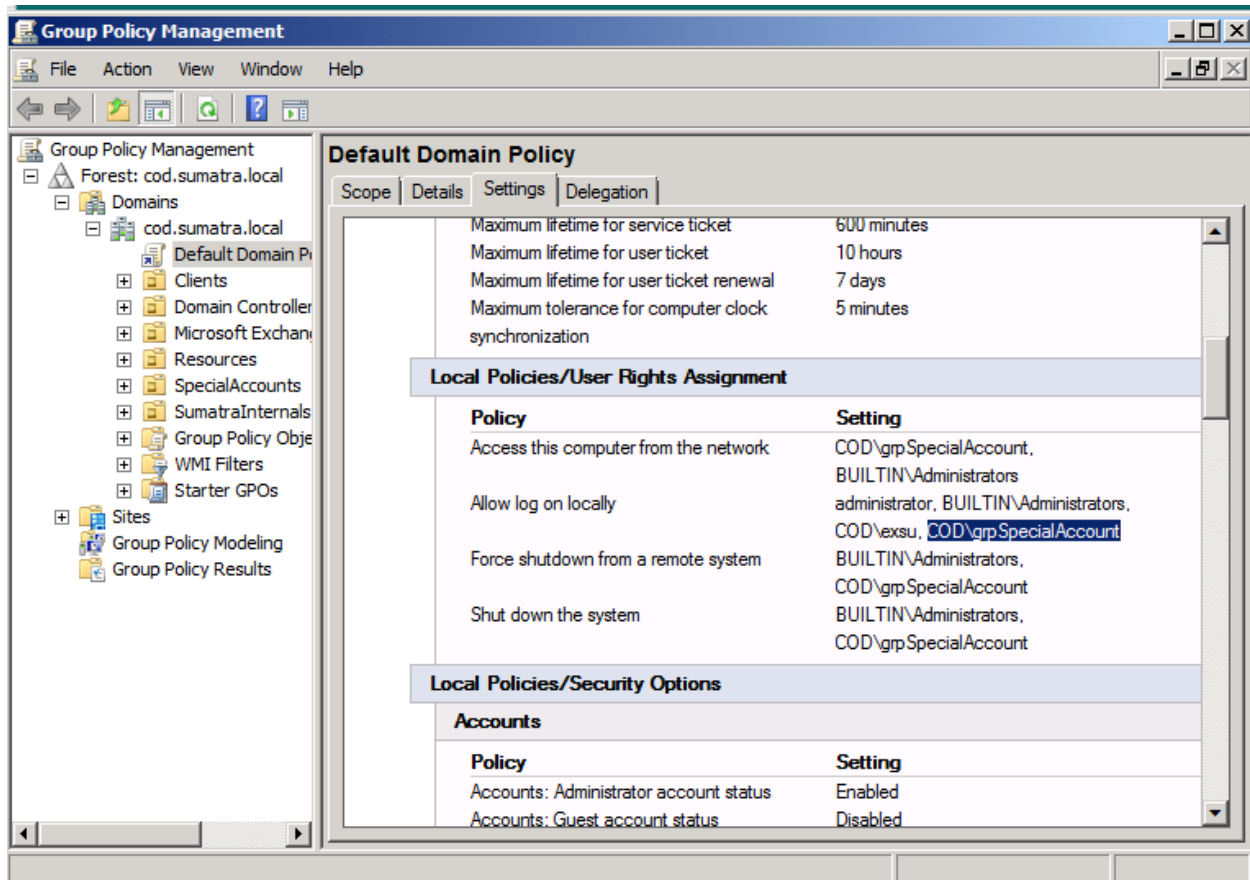 Group Policy Management
File Action View Window Help
Group Policy Management
Forest: cod.sumatra.local
Domains
cod.sumatra.local
Default Domain P
Clients
Domain Controller
Microsoft Exchan
Resources
SpecialAccounts
SumatraInternals
Group Policy Obje
WMI Filters
Starter GPOs
Sites
Group Policy Modeling
Group Policy Results
Default Domain Policy
Scope Details Settings Delegation
Maximum lifetime for service ticket 600 minutes
Maximum lifetime for user ticket 10 hours
Maximum lifetime for user ticket renewal 7 days
Maximum tolerance for computer clock 5 minutes
synchronization
Local Policies/User Rights Assignment
Policy Setting
Access this computer from the network COD\grpSpecialAccount,
BUILTIN\Administrators
Allow log on locally administrator, BUILTIN\Administrators,
COD\exsu, COD\grpSpecialAccount
Force shutdown from a remote system BUILTIN\Administrators,
COD\grpSpecialAccount
Shut down the system BUILTIN\Administrators,
COD\grpSpecialAccount
Local Policies/Security Options
Accounts
Policy Setting
Accounts: Administrator account status Enabled
Accounts: Guest account status Disabled